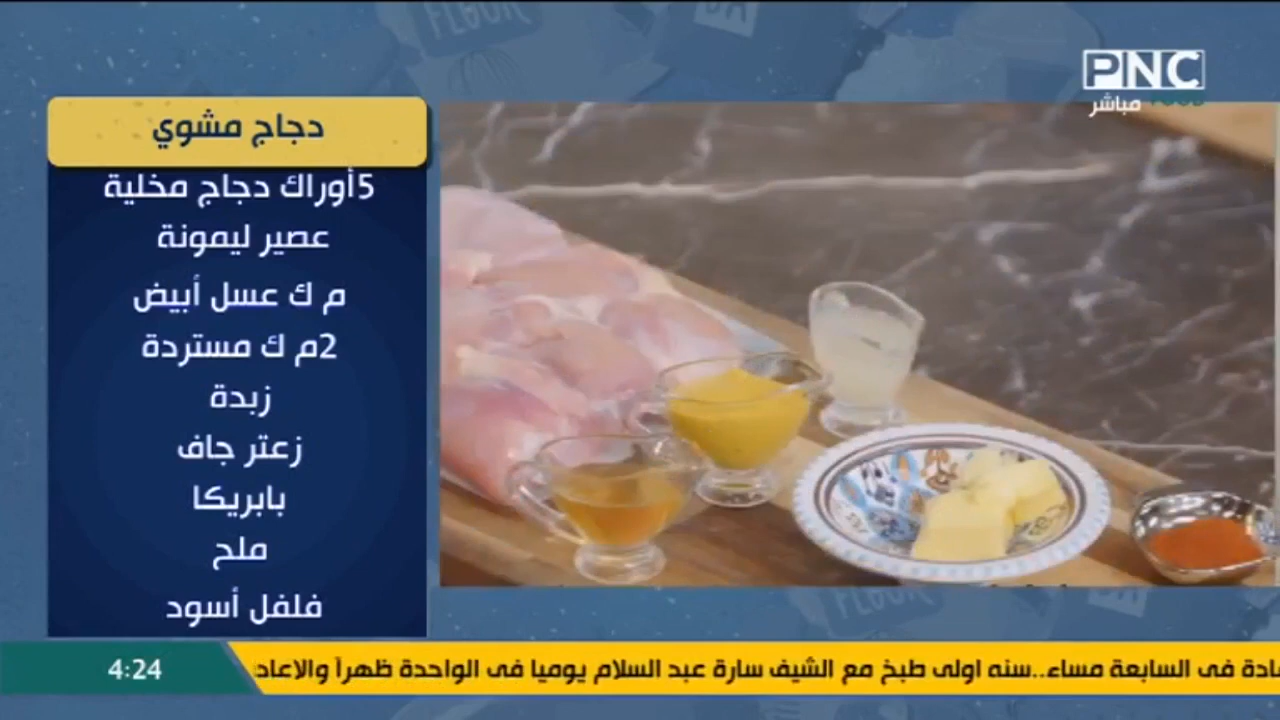 PNC
مباشر
دجاج مشوي
5أوراك دجاج مخلية
عصير ليمونة
م ك عسل أبيض
2م ك مستردة
زبدة
زعتر جاف
بابريكا
ملح
فلفل أسود
4:24
ادة فى السابعة مساء..سنه اولى طبخ مع الشيف سارة عبد السلام يوميا فى الواحدة ظهرآ والاعاد